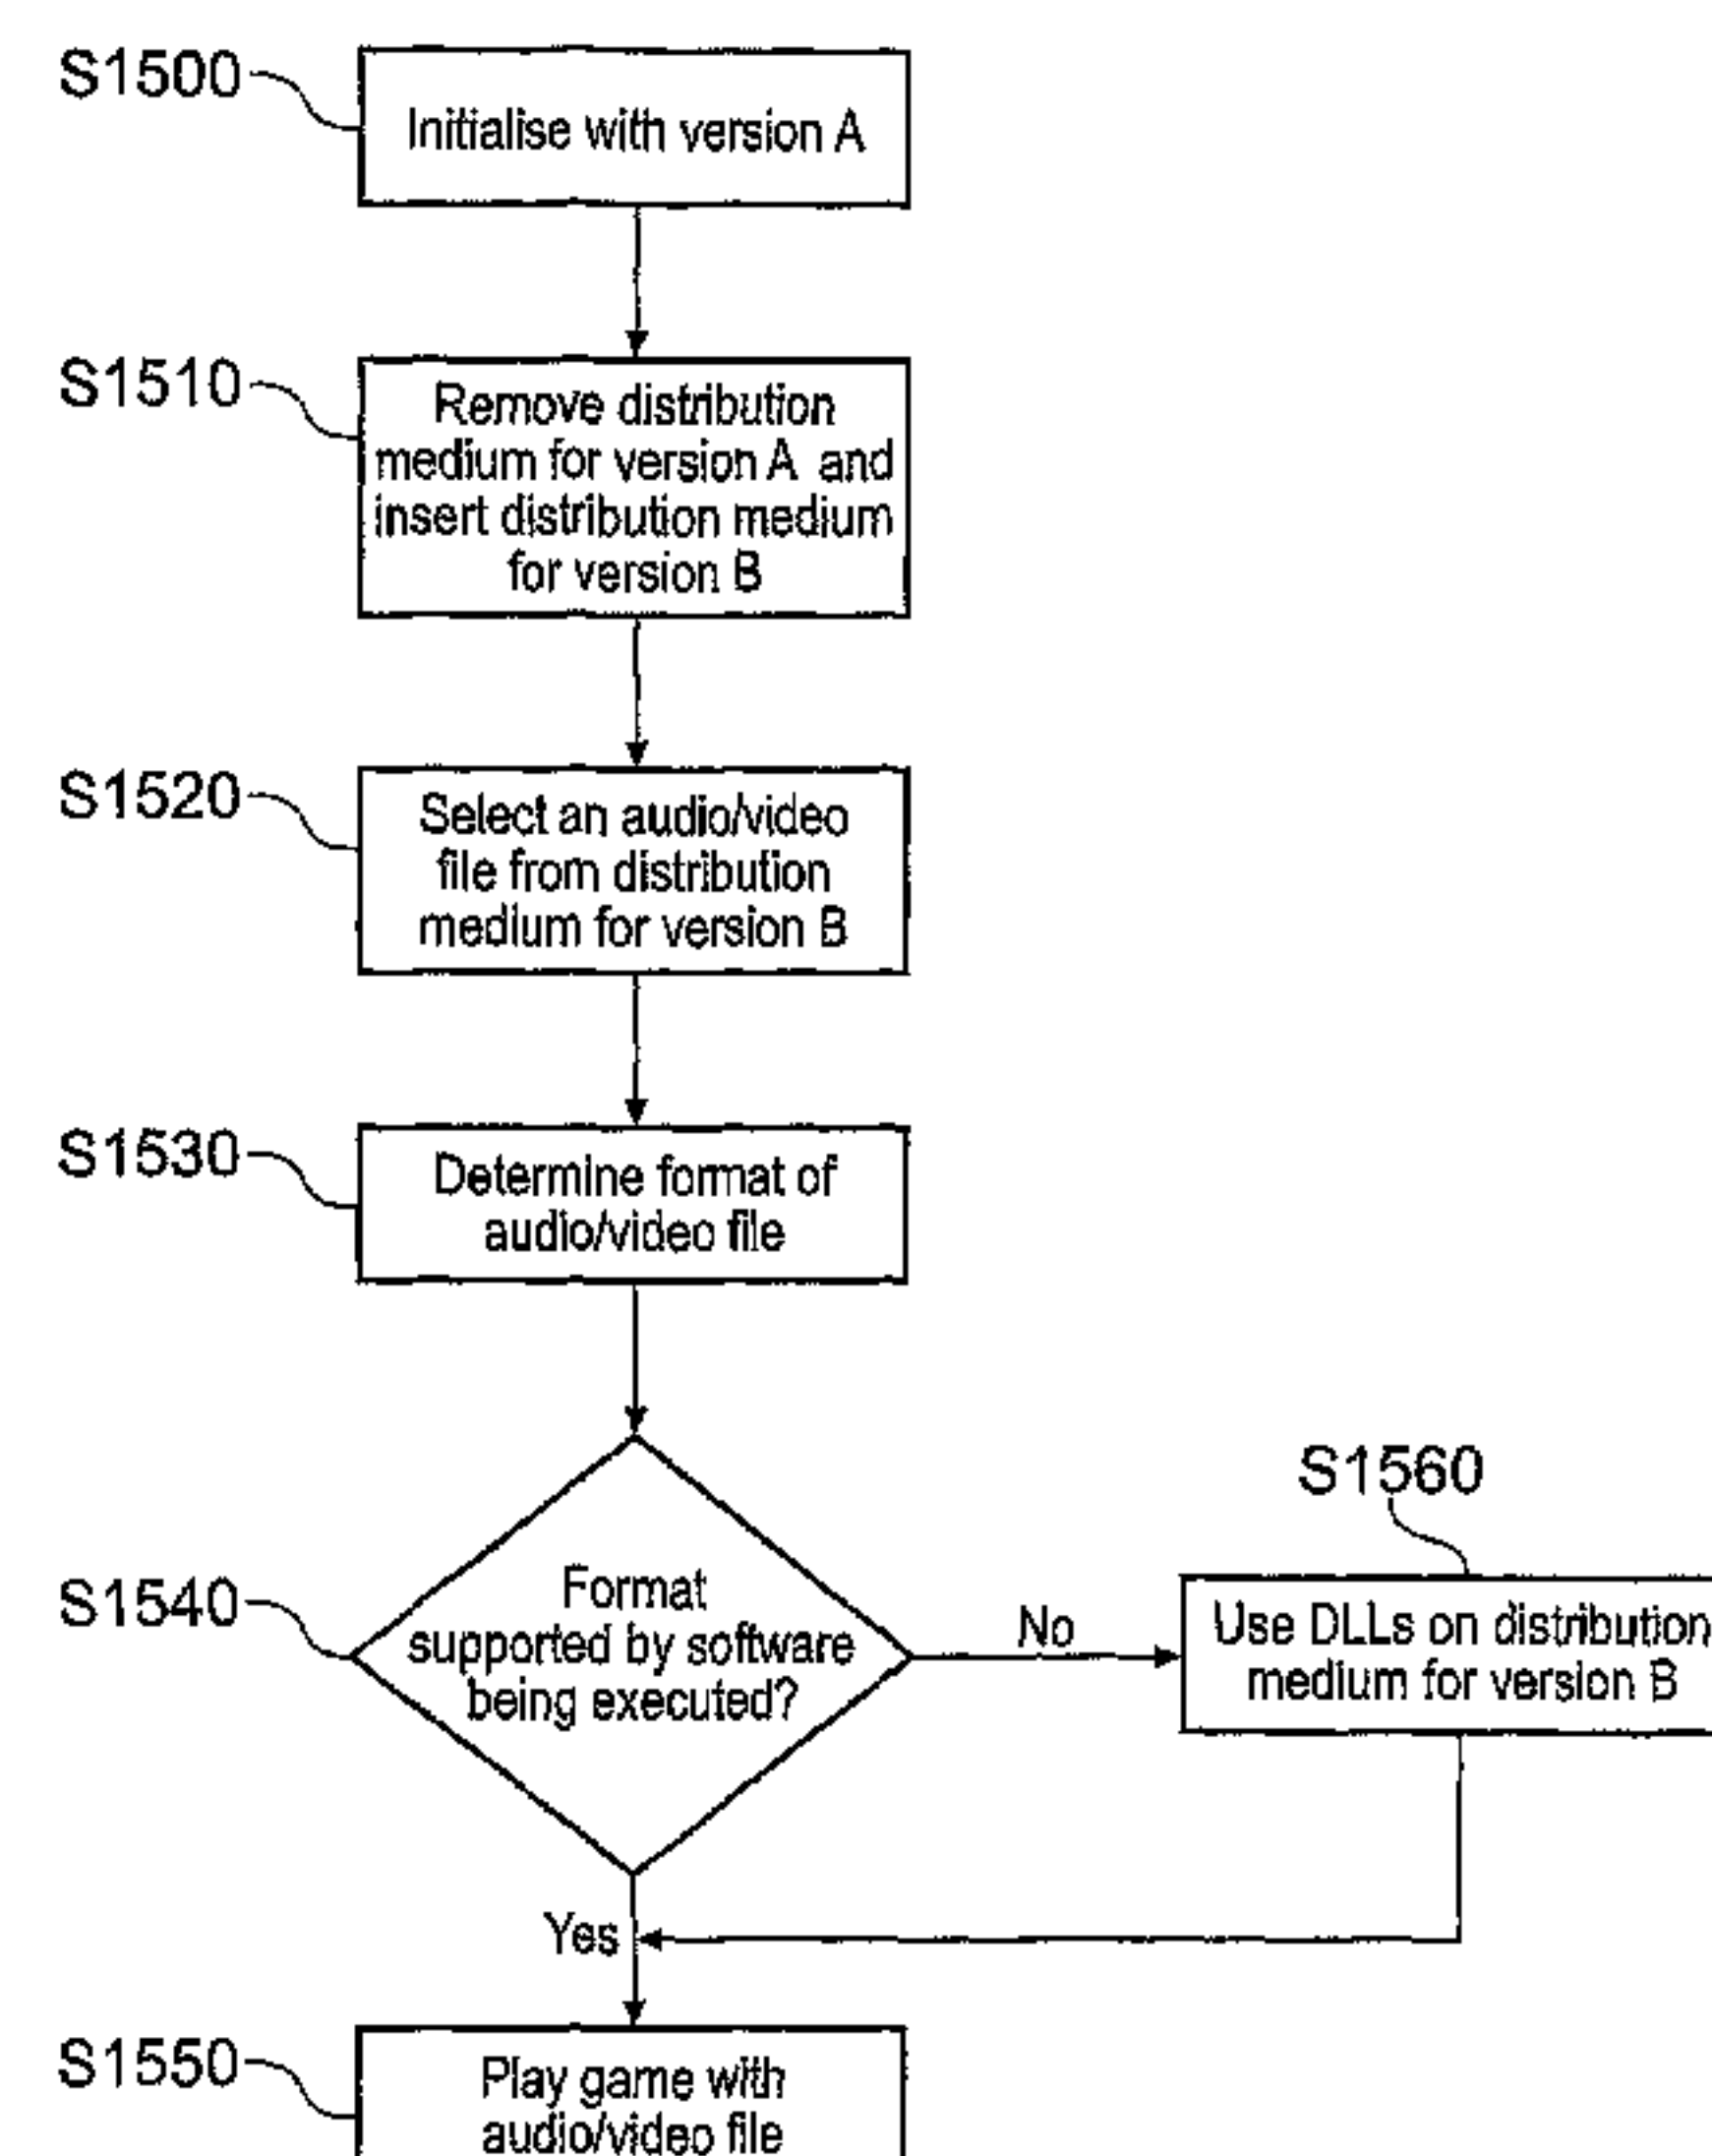 S1500
Initialise with version A
S1510
Remove distribution
medium for version A and
insert distribution medium
for version B
S1520
Select an audio/video
file from distribution
medium for version B
S1530
Determine format of
audio/video file
S1540
Format
supported by software
being executed?
No
S1560
Use DLLs on distribution
medium for version B
Yes
S1550
Play game with
audio/video file